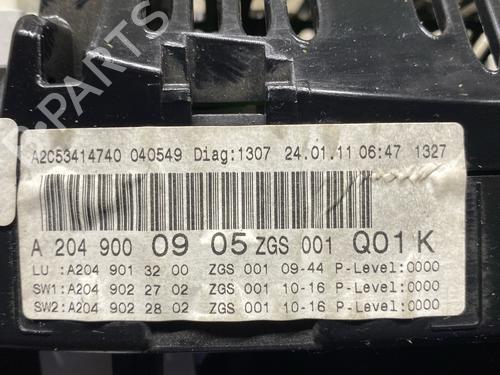 B-PARTS
A2C53414740 040549 Diag:1307 24.01.11 06:47 1327
A 204 900 09 05 ZGS 001 Q01 K
LU :A204 901 32 00 ZGS 001 09-44 P-Level:0000
SW1:A204 902 27 02 ZGS 001 10-16 P-Level:0000
SW2:A204 902 28 02 ZGS 001 10-16 P-Level:0000